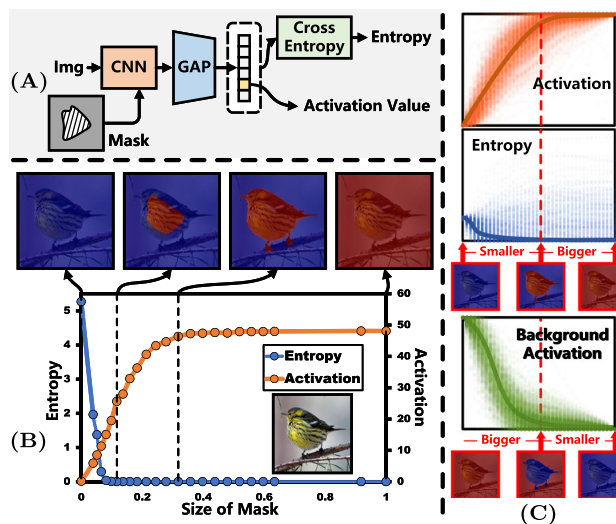 (A)
Img
CNN
GAP
Cross
Entropy
Entropy
Activation Value
Mask
(B)
Entropy
5
4
3
2
1
0
60
50
40
30
20
10
0
Activation
Entropy
Activation
0
0.2
0.4
0.6
0.8
1
Size of Mask
Activation
Entropy
Smaller
Bigger
Background
Activation
Bigger
Smaller
(C)